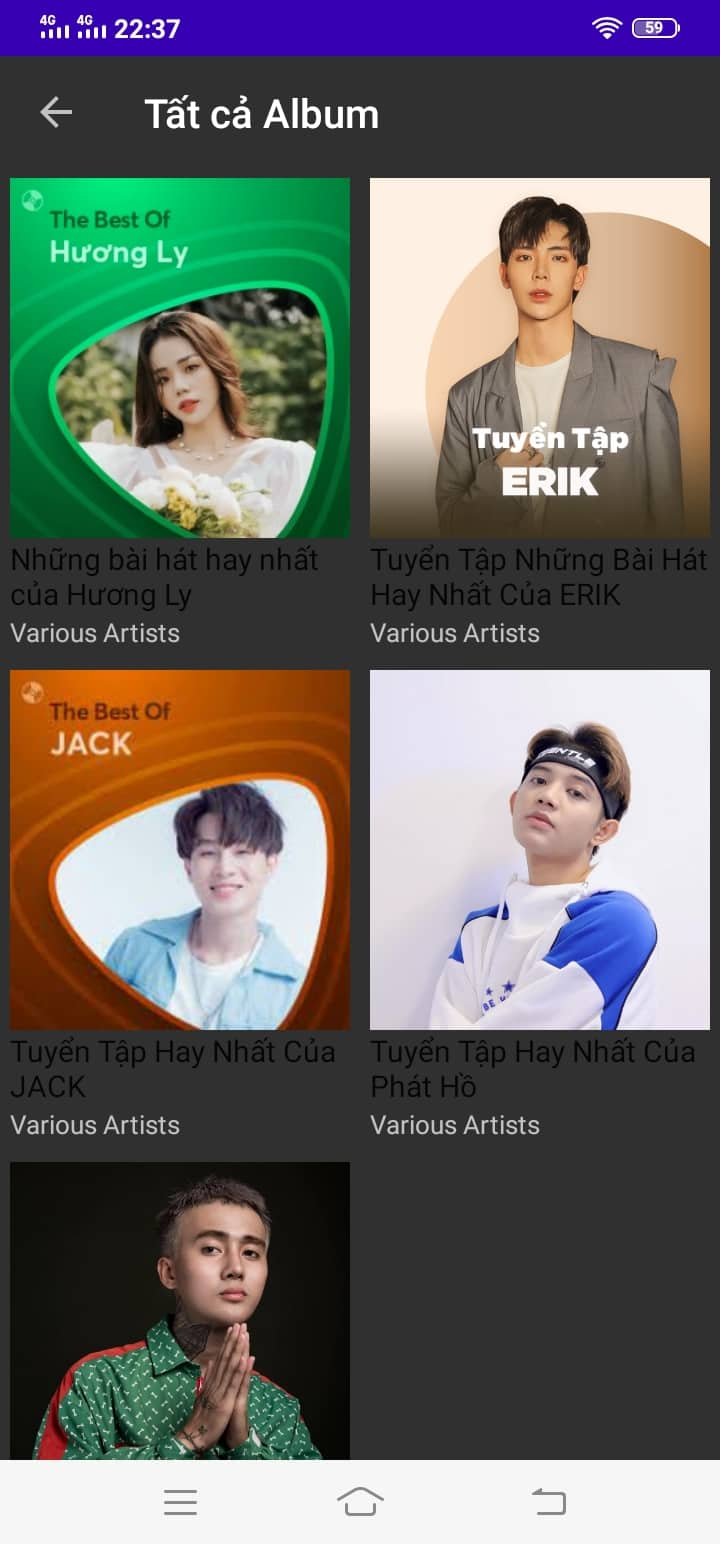 4G 4G 22:37 59
Tất cả Album
The Best Of
Hương Ly
Tuyển Tập
ERIK
Những bài hát hay nhất
của Hương Ly
Various Artists
Tuyển Tập Những Bài Hát
Hay Nhất Của ERIK
Various Artists
The Best Of
JACK
Tuyển Tập Hay Nhất Của
JACK
Various Artists
Tuyển Tập Hay Nhất Của
Phát Hồ
Various Artists